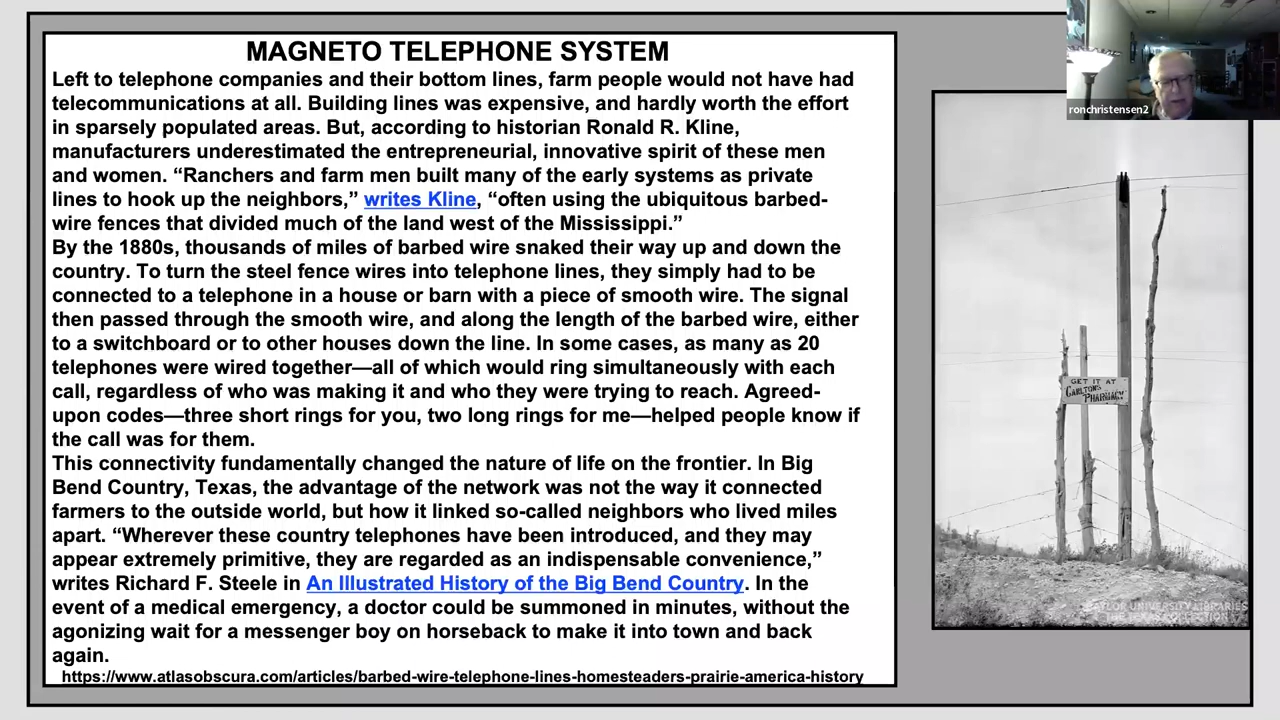 MAGNETO TELEPHONE SYSTEM
Left to telephone companies and their bottom lines, farm people would not have had
telecommunications at all. Building lines was expensive, and hardly worth the effort
in sparsely populated areas. But, according to historian Ronald R. Kline,
manufacturers underestimated the entrepreneurial, innovative spirit of these men
and women. “Ranchers and farm men built many of the early systems as private
lines to hook up the neighbors,” writes Kline, “often using the ubiquitous barbed-
wire fences that divided much of the land west of the Mississippi.”
By the 1880s, thousands of miles of barbed wire snaked their way up and down the
country. To turn the steel fence wires into telephone lines, they simply had to be
connected to a telephone in a house or barn with a piece of smooth wire. The signal
then passed through the smooth wire, and along the length of the barbed wire, either
to a switchboard or to other houses down the line. In some cases, as many as 20
telephones were wired together—all of which would ring simultaneously with each
call, regardless of who was making it and who they were trying to reach. Agreed-
upon codes—three short rings for you, two long rings for me—helped people know if
the call was for them.
This connectivity fundamentally changed the nature of life on the frontier. In Big
Bend Country, Texas, the advantage of the network was not the way it connected
farmers to the outside world, but how it linked so-called neighbors who lived miles
apart. “Wherever these country telephones have been introduced, and they may
appear extremely primitive, they are regarded as an indispensable convenience,”
writes Richard F. Steele in An Illustrated History of the Big Bend Country. In the
event of a medical emergency, a doctor could be summoned in minutes, without the
agonizing wait for a messenger boy on horseback to make it into town and back
again.
https://www.atlasobscura.com/articles/barbed-wire-telephone-lines-homesteaders-prairie-america-history
ronchristensen2
GET IT AT
CARLTON'S
PHARMACY
UNIVERSITY LIBRARIES
THE TEXAS COLLECTION